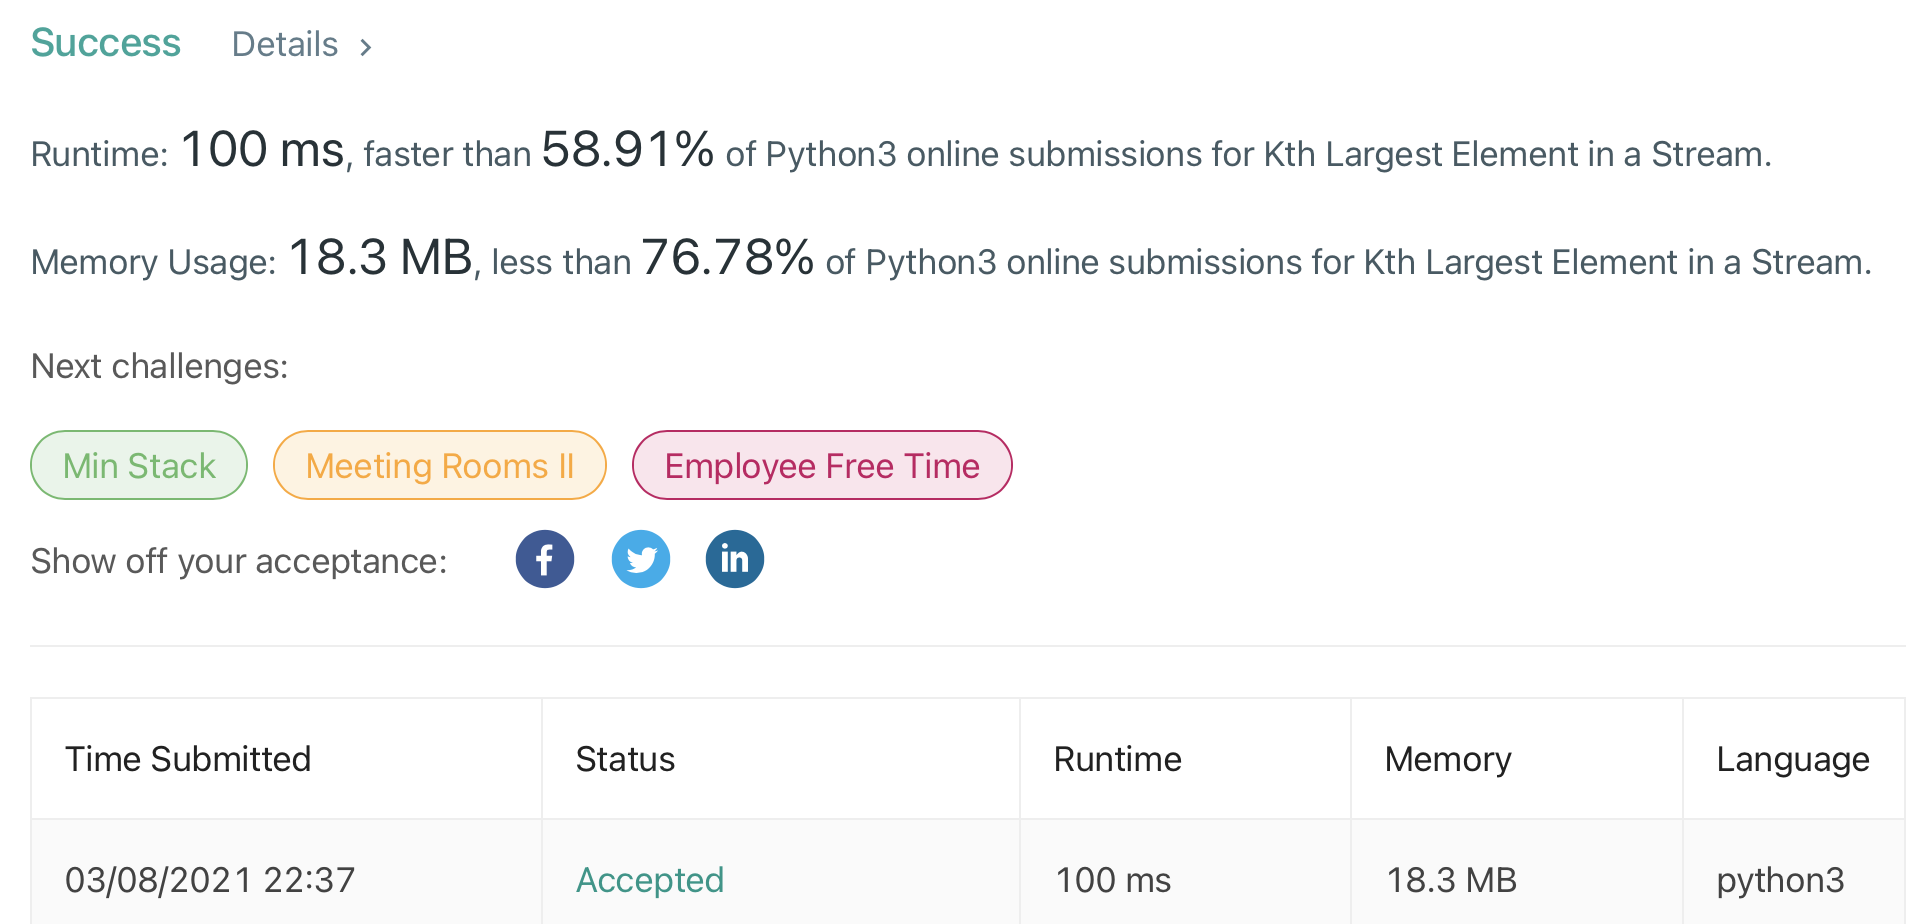 Success Details >
Runtime: 100 ms, faster than 58.91% of Python3 online submissions for Kth Largest Element in a Stream.
Memory Usage: 18.3 MB, less than 76.78% of Python3 online submissions for Kth Largest Element in a Stream.
Next challenges:
Min Stack Meeting Rooms II Employee Free Time
Show off your acceptance: f in
Time Submitted Status Runtime Memory Language
03/08/2021 22:37 Accepted 100 ms 18.3 MB python3